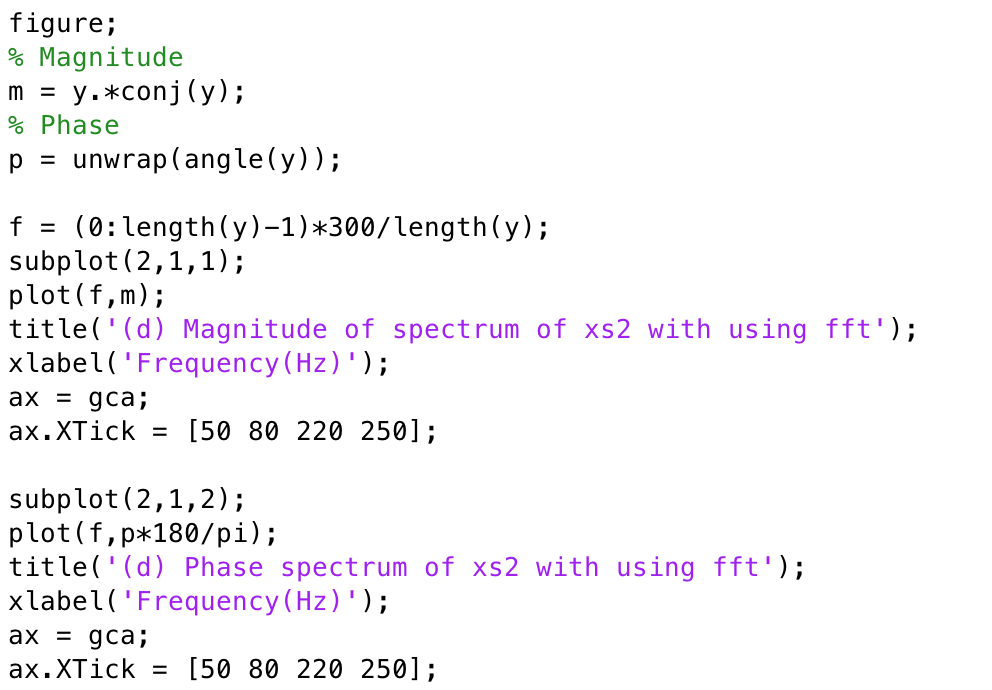 figure;
% Magnitude
m = y.*conj(y);
% Phase
p = unwrap(angle(y));
f = (0:length(y)-1)*300/length(y);
subplot(2,1,1);
plot(f,m);
title('(d) Magnitude of spectrum of xs2 with using fft');
xlabel('Frequency(Hz)');
ax = gca;
ax.XTick = [50 80 220 250];
subplot(2,1,2);
plot(f,p*180/pi);
title('(d) Phase spectrum of xs2 with using fft');
xlabel('Frequency(Hz)');
ax = gca;
ax.XTick = [50 80 220 250];